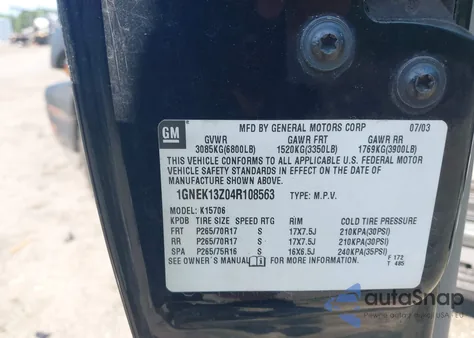 GM
MFD BY GENERAL MOTORS CORP 07/03
GVWR GAWR FRT GAWR RR
3085KG(6800LB) 1520KG(3350LB) 1769KG(3900LB)
THIS VEHICLE CONFORMS TO ALL APPLICABLE U.S. FEDERAL MOTOR
VEHICLE SAFETY STANDARDS IN EFFECT ON THE DATE OF
MANUFACTURE SHOWN ABOVE.
1GNEK13Z04R108563 TYPE: M.P.V.
MODEL: K15706
KPDB TIRE SIZE SPEED RTG RIM COLD TIRE PRESSURE
FRT P265/70R17 S 17X7.5J 210KPA(30PSI)
RR P265/70R17 S 17X7.5J 210KPA(30PSI)
SPA P265/75R16 S 16X6.5J 240KPA(35PSI)
SEE OWNER'S MANUAL FOR MORE INFORMATION.
F 172
T 485
autoSnap